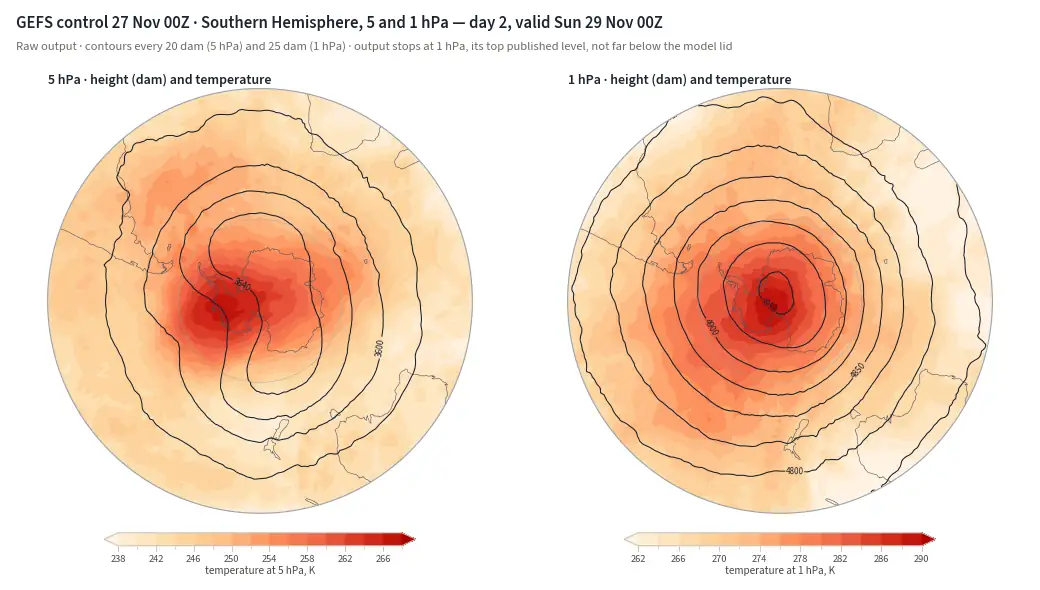 GEFS control 27 Nov 00Z · Southern Hemisphere, 5 and 1 hPa — day 2, valid Sun 29 Nov 00Z
Raw output · contours every 20 dam (5 hPa) and 25 dam (1 hPa) · output stops at 1 hPa, its top published level, not far below the model lid
5 hPa · height (dam) and temperature
1 hPa · height (dam) and temperature
3640
3600
4900
4850
4800
238 242 246 250 254 258 262 266
temperature at 5 hPa, K
262 266 270 274 278 282 286 290
temperature at 1 hPa, K